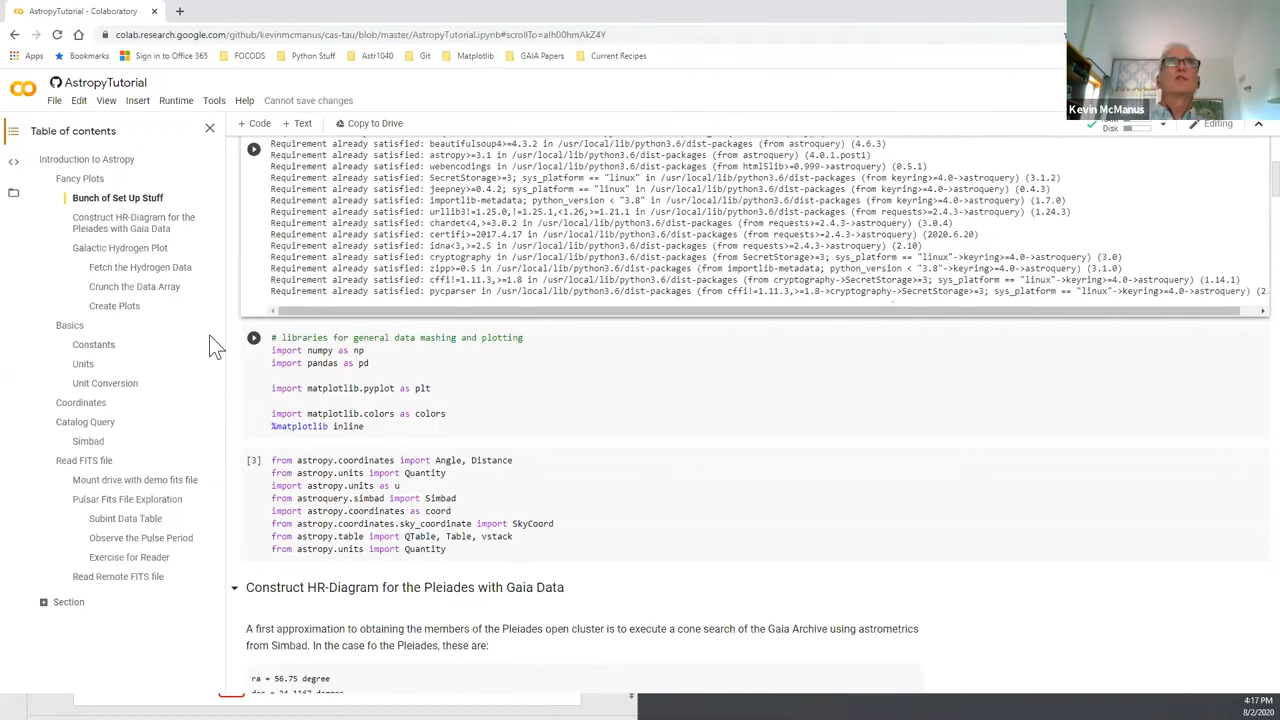 AstropyTutorial - Colaboratory
colab.research.google.com/github/kevinmcmanus/cas-tau/blob/master/AstropyTutorial.ipynb#scrollTo=aIh00hmAkZ4Y
Apps Bookmarks Sign in to Office 365 FOCODS Python Stuff Astr1040 Git Matplotlib GAIA Papers Current Recipes
AstropyTutorial
File Edit View Insert Runtime Tools Help Cannot save changes
Kevin McManus
+ Code + Text Copy to Drive
Disk
Editing
Table of contents
Introduction to Astropy
Fancy Plots
Bunch of Set Up Stuff
Construct HR-Diagram for the
Pleiades with Gaia Data
Galactic Hydrogen Plot
Fetch the Hydrogen Data
Crunch the Data Array
Create Plots
Basics
Constants
Units
Unit Conversion
Coordinates
Catalog Query
Simbad
Read FITS file
Mount drive with demo fits file
Pulsar Fits File Exploration
Subint Data Table
Observe the Pulse Period
Exercise for Reader
Read Remote FITS file
Section
Requirement already satisfied: beautifulsoup4>=4.3.2 in /usr/local/lib/python3.6/dist-packages (from astroquery) (4.6.3)
Requirement already satisfied: astropy>=3.1 in /usr/local/lib/python3.6/dist-packages (from astroquery) (4.0.1.post1)
Requirement already satisfied: webencodings in /usr/local/lib/python3.6/dist-packages (from html5lib>=0.999->astroquery) (0.5.1)
Requirement already satisfied: SecretStorage>=3; sys_platform == "linux" in /usr/local/lib/python3.6/dist-packages (from keyring>=4.0->astroquery) (3.1.2)
Requirement already satisfied: jeepney>=0.4.2; sys_platform == "linux" in /usr/local/lib/python3.6/dist-packages (from keyring>=4.0->astroquery) (0.4.3)
Requirement already satisfied: importlib-metadata; python_version < "3.8" in /usr/local/lib/python3.6/dist-packages (from keyring>=4.0->astroquery) (1.7.0)
Requirement already satisfied: urllib3!=1.25.0,!=1.25.1,<1.26,>=1.21.1 in /usr/local/lib/python3.6/dist-packages (from requests>=2.4.3->astroquery) (1.24.3)
Requirement already satisfied: chardet<4,>=3.0.2 in /usr/local/lib/python3.6/dist-packages (from requests>=2.4.3->astroquery) (3.0.4)
Requirement already satisfied: certifi>=2017.4.17 in /usr/local/lib/python3.6/dist-packages (from requests>=2.4.3->astroquery) (2020.6.20)
Requirement already satisfied: idna<3,>=2.5 in /usr/local/lib/python3.6/dist-packages (from requests>=2.4.3->astroquery) (2.10)
Requirement already satisfied: cryptography in /usr/local/lib/python3.6/dist-packages (from SecretStorage>=3; sys_platform == "linux"->keyring>=4.0->astroquery) (3.0)
Requirement already satisfied: zipp>=0.5 in /usr/local/lib/python3.6/dist-packages (from importlib-metadata; python_version < "3.8"->keyring>=4.0->astroquery) (3.1.0)
Requirement already satisfied: cffi!=1.11.3,>=1.8 in /usr/local/lib/python3.6/dist-packages (from cryptography->SecretStorage>=3; sys_platform == "linux"->keyring>=4.0->astroquery) (1.14.1)
Requirement already satisfied: pycparser in /usr/local/lib/python3.6/dist-packages (from cffi!=1.11.3,>=1.8->cryptography->SecretStorage>=3; sys_platform == "linux"->keyring>=4.0->astroquery) (2.
# libraries for general data mashing and plotting
import numpy as np
import pandas as pd
import matplotlib.pyplot as plt
import matplotlib.colors as colors
%matplotlib inline
[3] from astropy.coordinates import Angle, Distance
from astropy.units import Quantity
import astropy.units as u
from astroquery.simbad import Simbad
import astropy.coordinates as coord
from astropy.coordinates.sky_coordinate import SkyCoord
from astropy.table import QTable, Table, vstack
from astropy.units import Quantity
Construct HR-Diagram for the Pleiades with Gaia Data
A first approximation to obtaining the members of the Pleiades open cluster is to execute a cone search of the Gaia Archive using astrometrics
from Simbad. In the case fo the Pleiades, these are:
ra = 56.75 degree
4:17 PM
8/2/2020